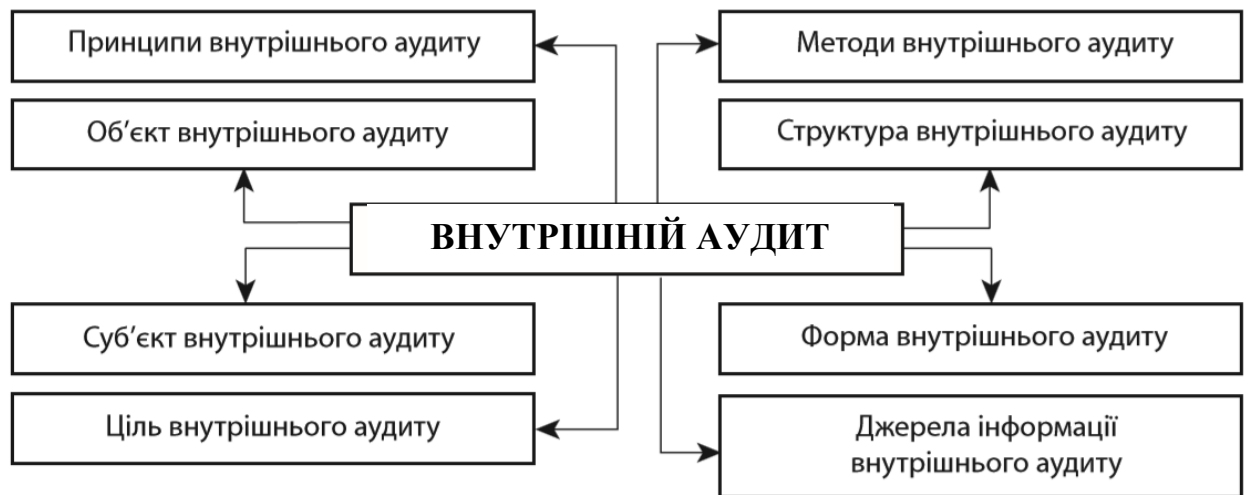 Принципи внутрішнього аудиту
Методи внутрішнього аудиту
Об’єкт внутрішнього аудиту
Структура внутрішнього аудиту
ВНУТРІШНІЙ АУДИТ
Суб’єкт внутрішнього аудиту
Форма внутрішнього аудиту
Ціль внутрішнього аудиту
Джерела інформації
внутрішнього аудиту